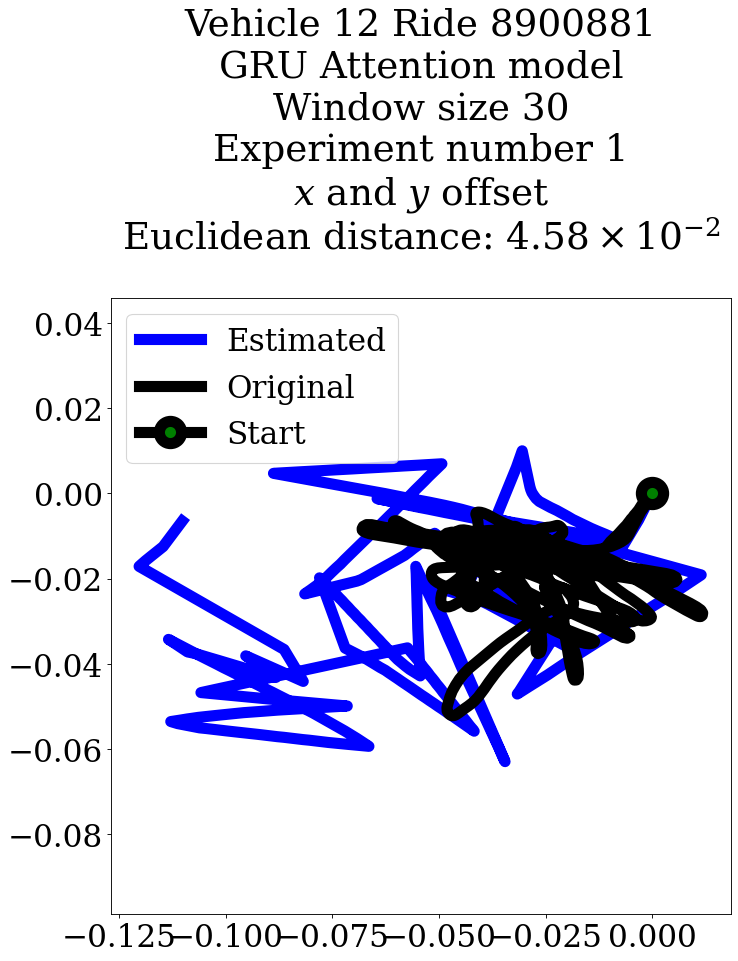 Vehicle 12 Ride 8900881
GRU Attention model
Window size 30
Experiment number 1
x and y offset
Euclidean distance: 4.58 × 10⁻²
Estimated
Original
Start
0.04
0.02
0.00
−0.02
−0.04
−0.06
−0.08
−0.125 −0.100 −0.075 −0.050 −0.025 0.000